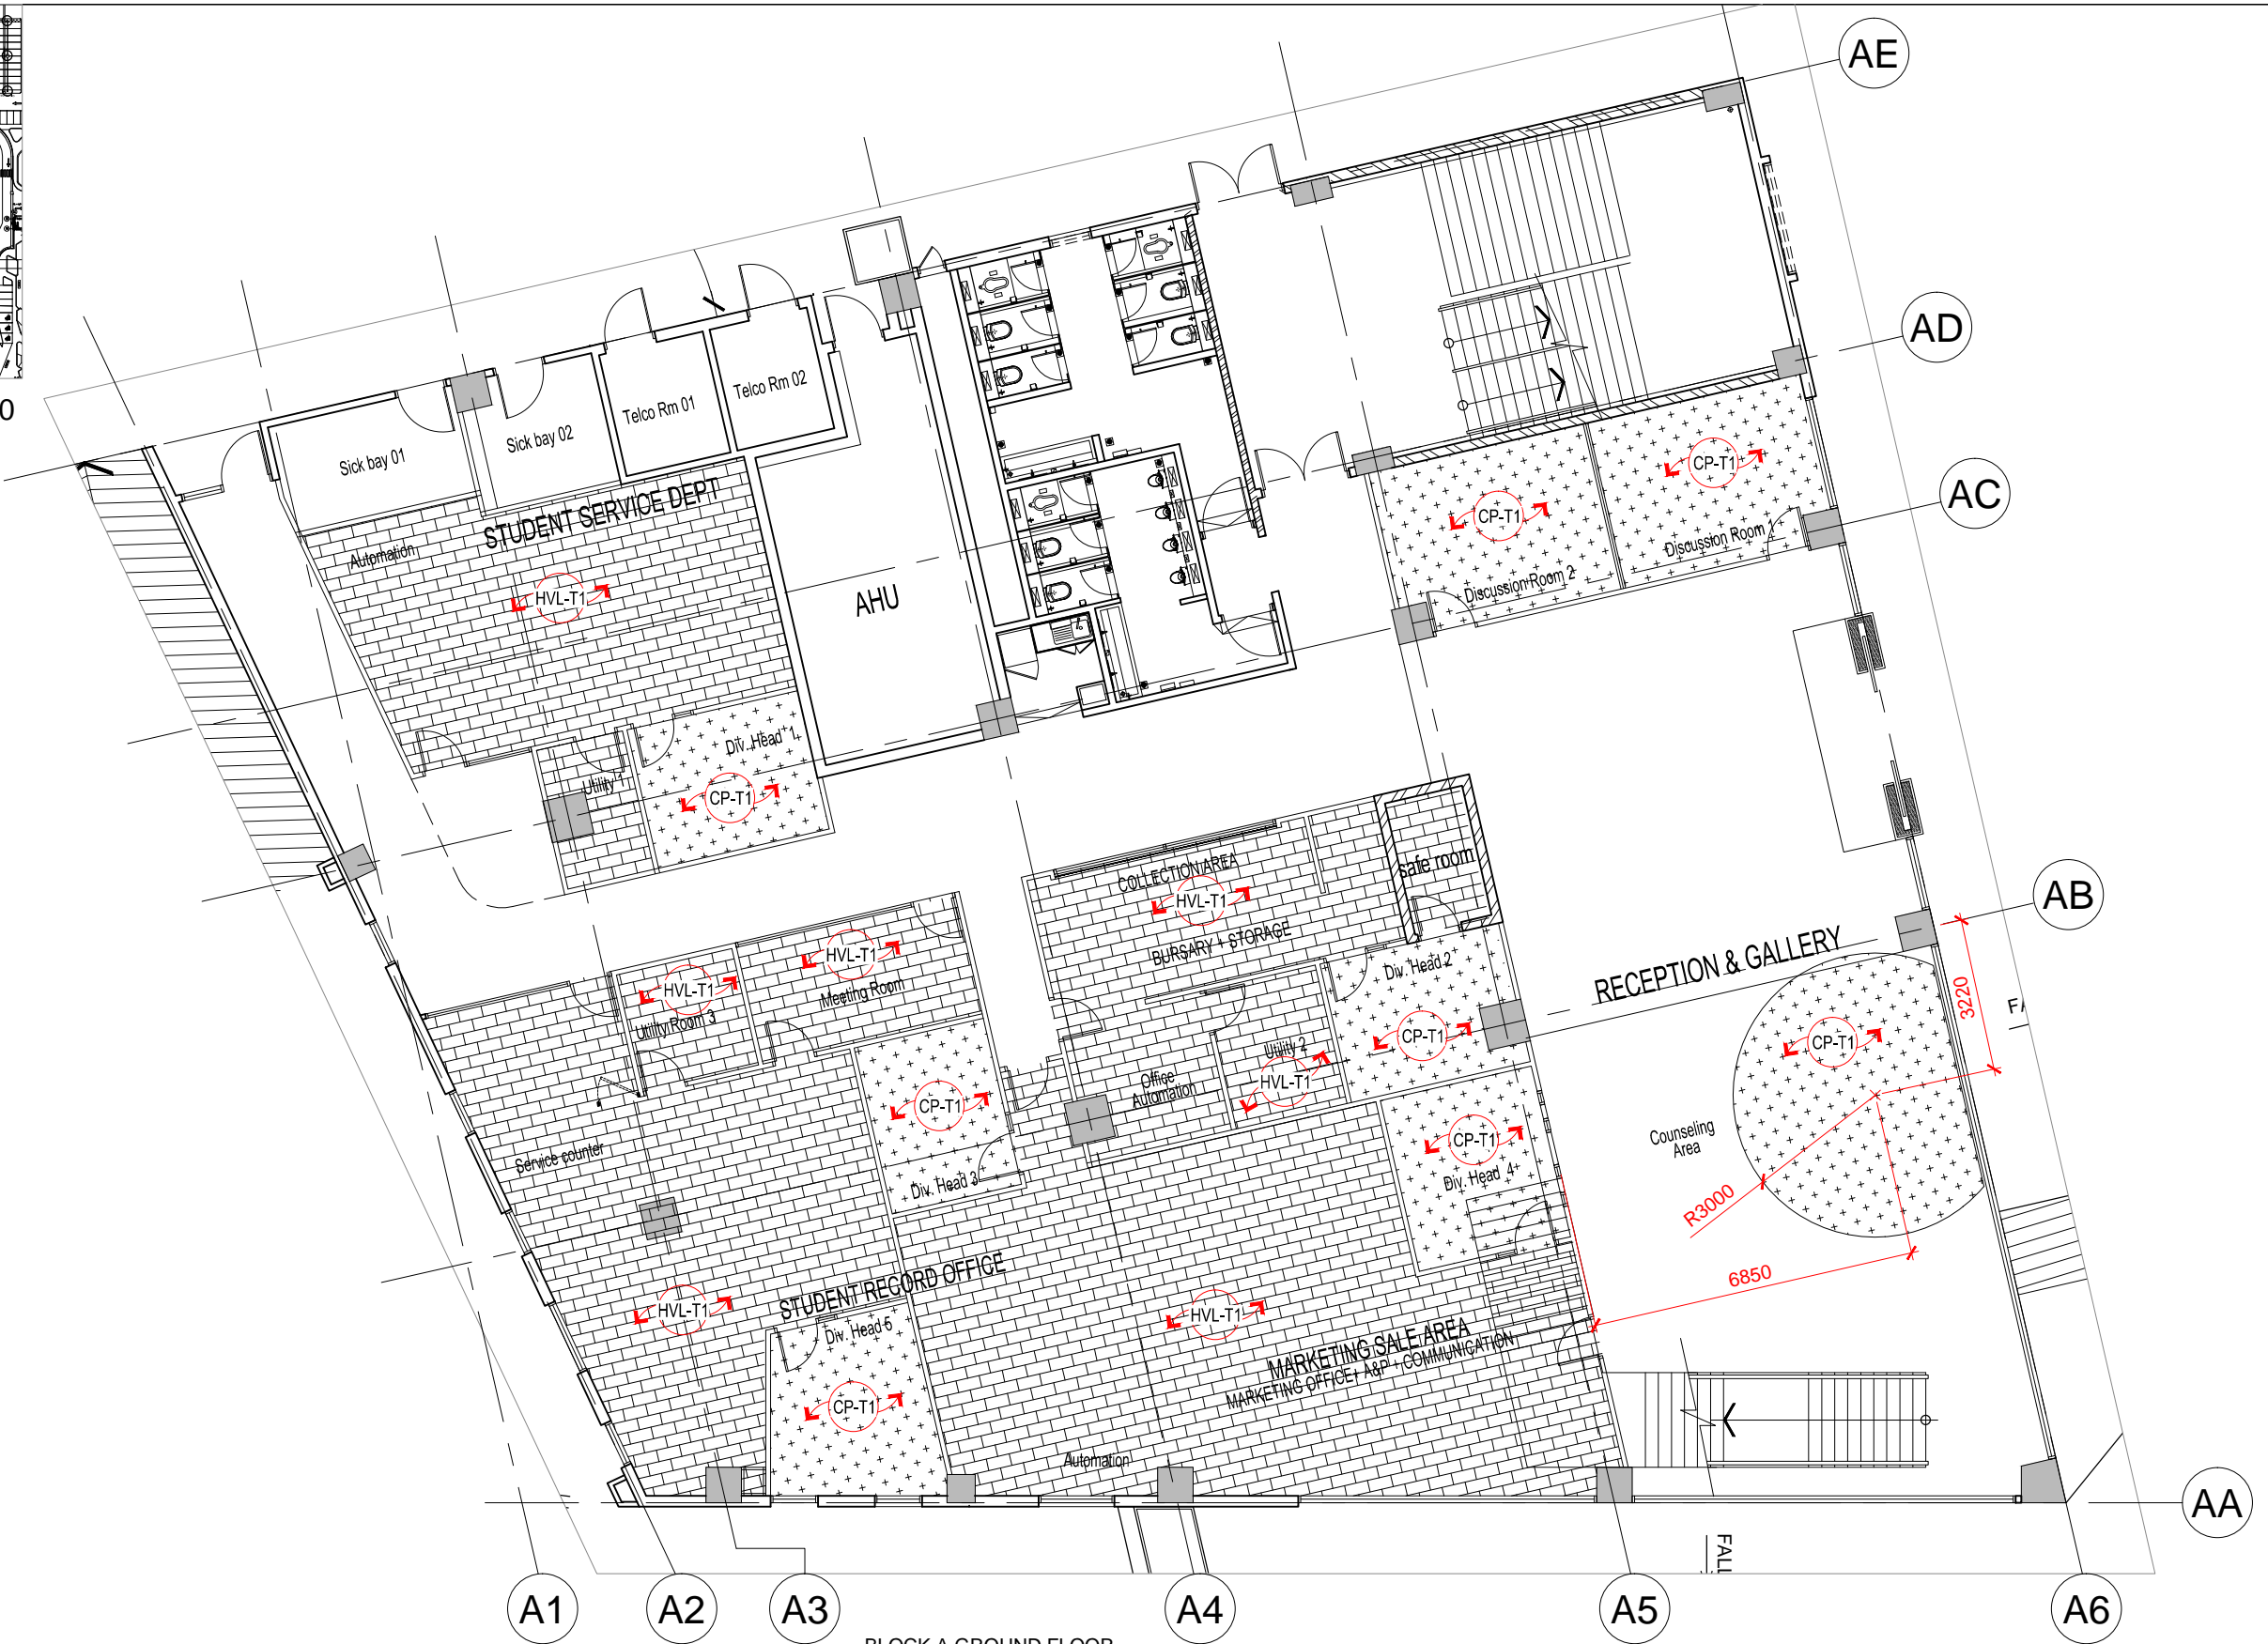 AE
0
AD
Telco Rm 02
Telco Rm 01
Sick bay 02
Sick bay 01
CP-T1
AC
STUDENT SERVICE DEPT
CP-T1
Discussion Room 1
Automation
Discussion Room 2
HVL-T1
AHU
Div. Head 1
Utility 1
CP-T1
safe room
COLLECTION AREA
HVL-T1
AB
BURSARY + STORAGE
RECEPTION & GALLERY
HVL-T1
Meeting Room
HVL-T1
Utility Room 3
Div. Head 2
3220
CP-T1
CP-T1
Utility 2
HVL-T1
Office
Automation
CP-T1
Div. Head 3
CP-T1
Div. Head 4
Counseling
Area
Service counter
R3000
6850
STUDENT RECORD OFFICE
HVL-T1
HVL-T1
Div. Head 5
MARKETING SALE AREA
MARKETING OFFICE+ A&P + COMMUNICATION
CP-T1
Automation
AA
FALL
A1
A2
A3
A4
A5
A6
BLOCK A GROUND FLOOR